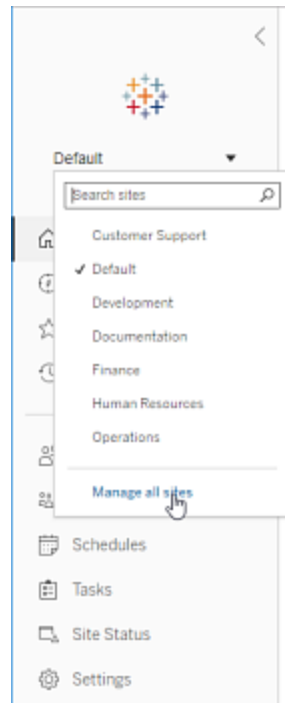 Default
Search sites
Customer Support
Default
Development
Documentation
Finance
Human Resources
Operations
Manage all sites
Schedules
Tasks
Site Status
Settings